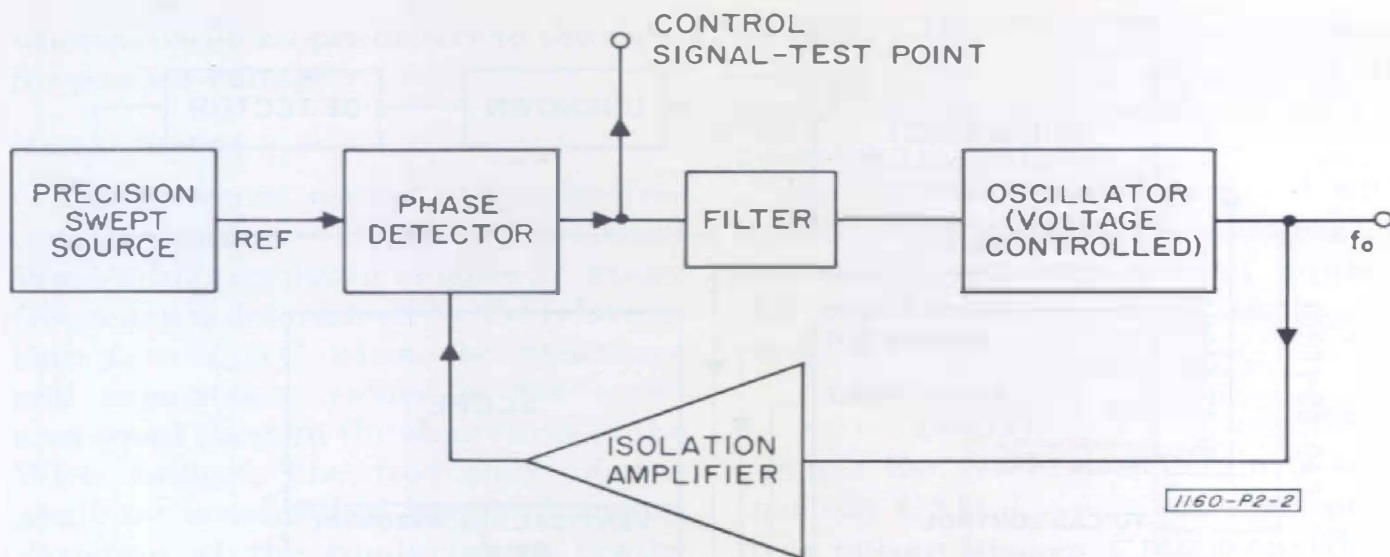 CONTROL
SIGNAL-TEST POINT
PRECISION
SWEPT
SOURCE
REF
PHASE
DETECTOR
FILTER
OSCILLATOR
(VOLTAGE
CONTROLLED)
fo
ISOLATION
AMPLIFIER
1160-P2-2